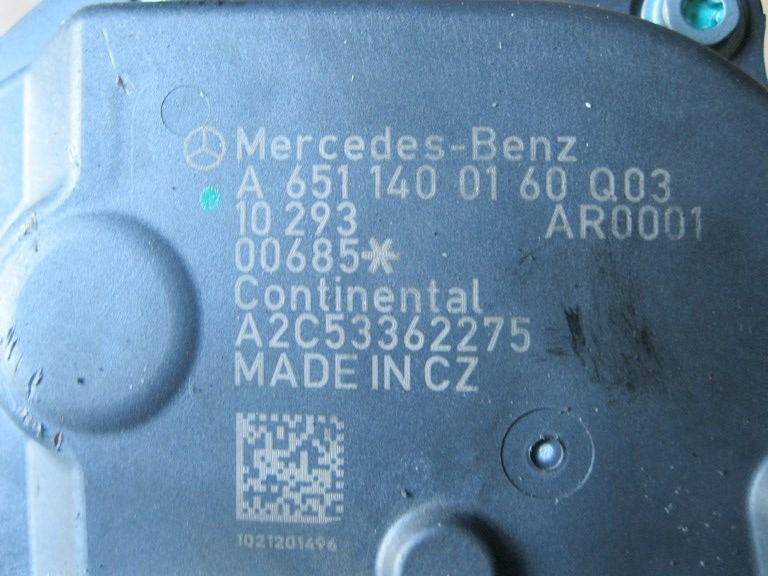 Mercedes-Benz
A 651 140 01 60 Q03
10 293 AR0001
00685*
Continental
A2C53362275
MADE IN CZ
1021201496